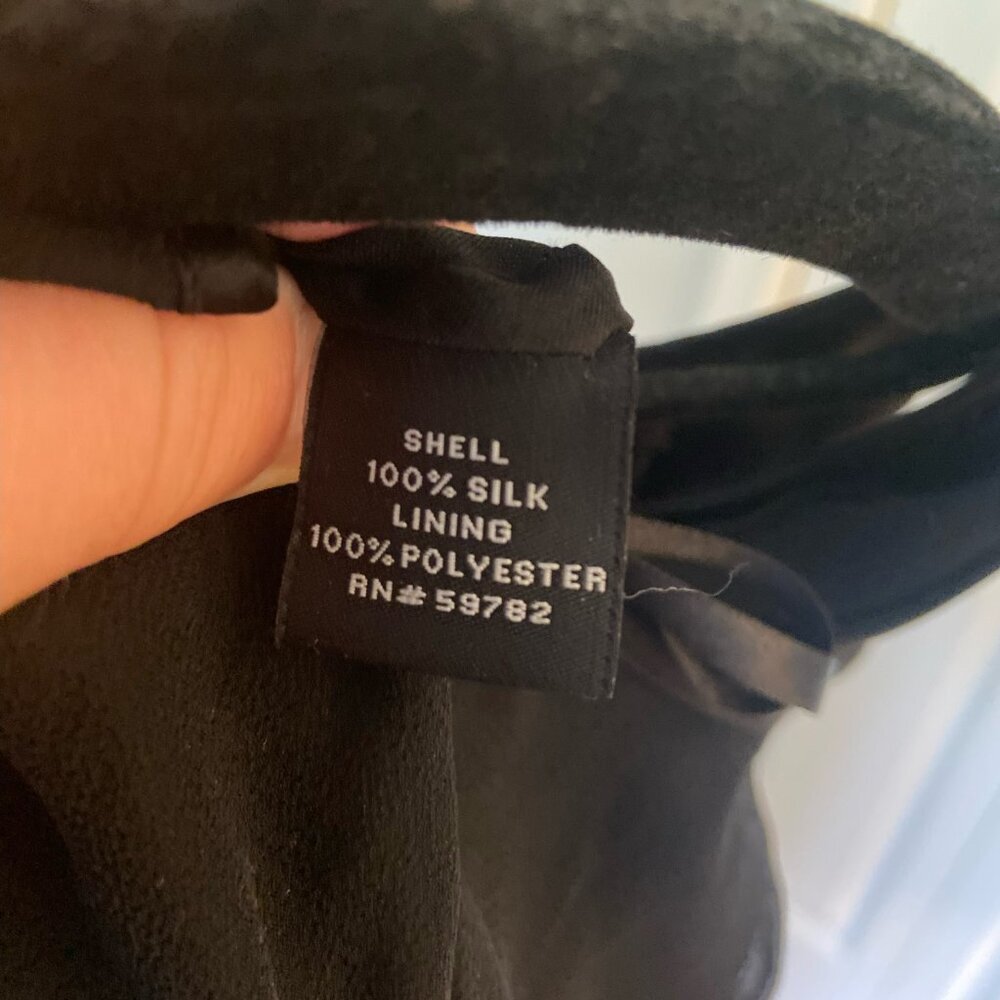 SHELL
100% SILK
LINING
100% POLYESTER
RN# 59782